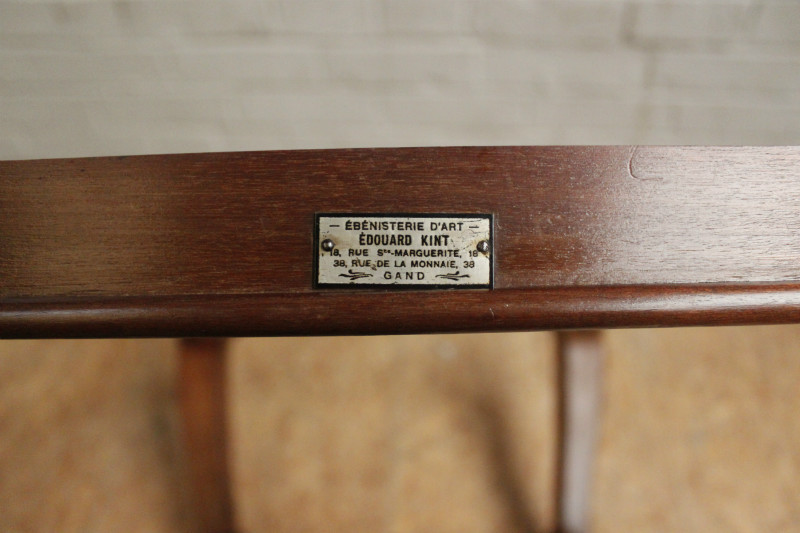 — ÉBÉNISTERIE D'ART —
ÉDOUARD KINT
18, RUE Ste-MARGUERITE, 18
38, RUE DE LA MONNAIE, 38
GAND